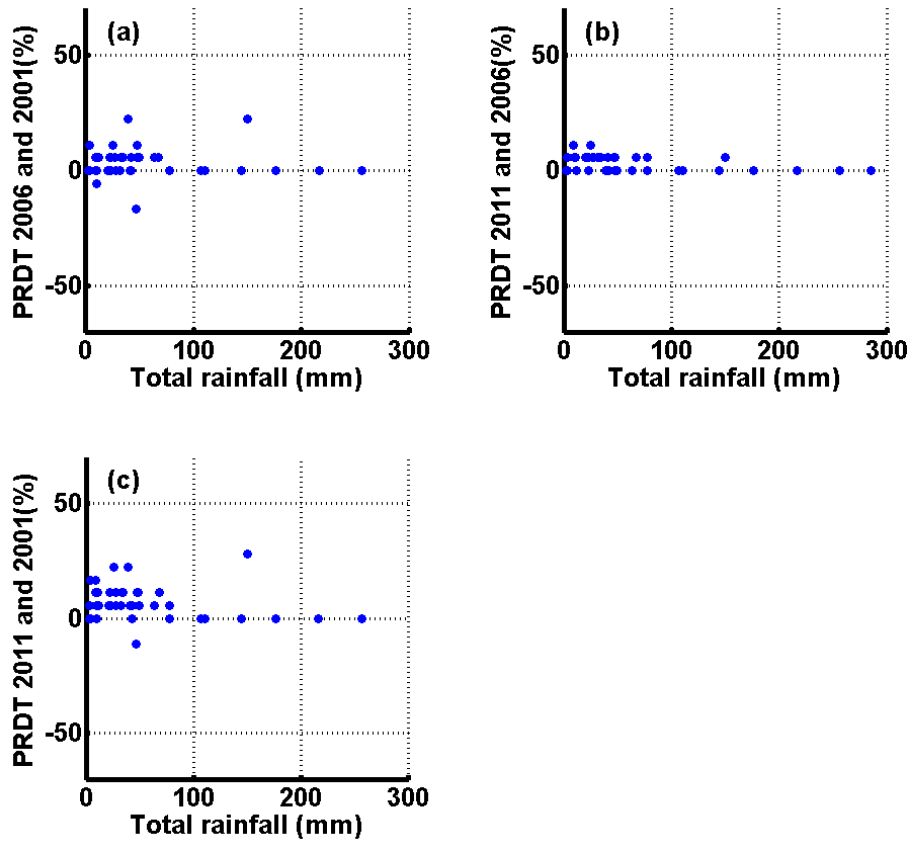 (a)
PRDT 2006 and 2001(%)
50
0
-50
0 100 200 300
Total rainfall (mm)
(b)
PRDT 2011 and 2006(%)
50
0
-50
0 100 200 300
Total rainfall (mm)
(c)
PRDT 2011 and 2001(%)
50
0
-50
0 100 200 300
Total rainfall (mm)